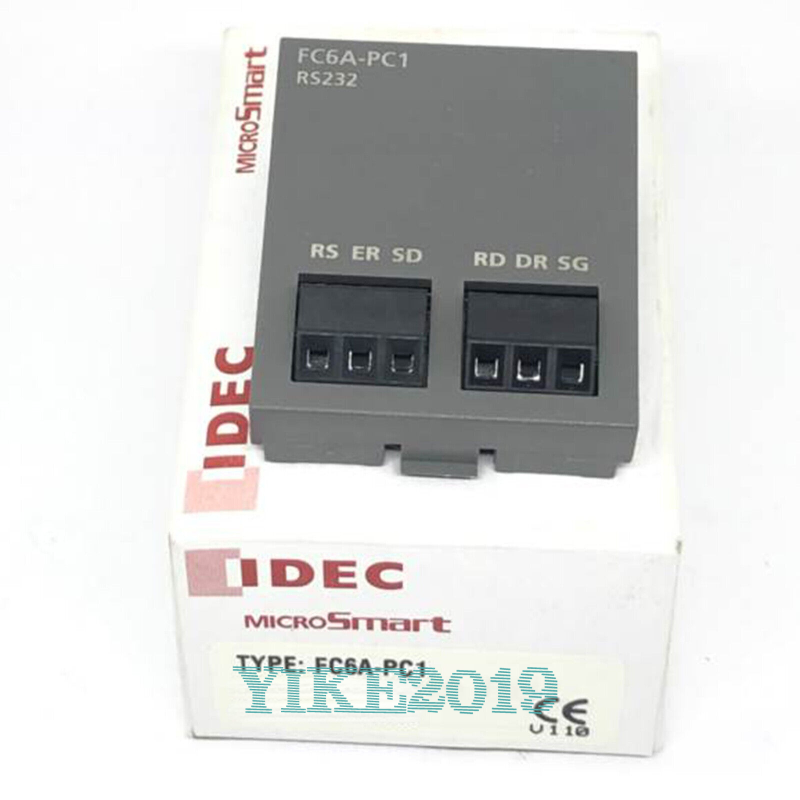 FC6A-PC1
RS232
MICROSmart
RS ER SD
RD DR SG
IDEC
IDEC
MICROSmart
TYPE: FC6A-PC1
YIKE2019
CE
V110